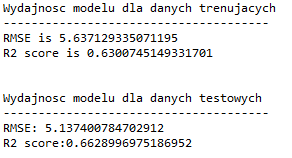 Wydajnosc modelu dla danych trenujacych
--------------------------------------
RMSE is 5.637129335071195
R2 score is 0.6300745149331701
Wydajnosc modelu dla danych testowych
--------------------------------------
RMSE: 5.137400784702912
R2 score:0.6628996975186952